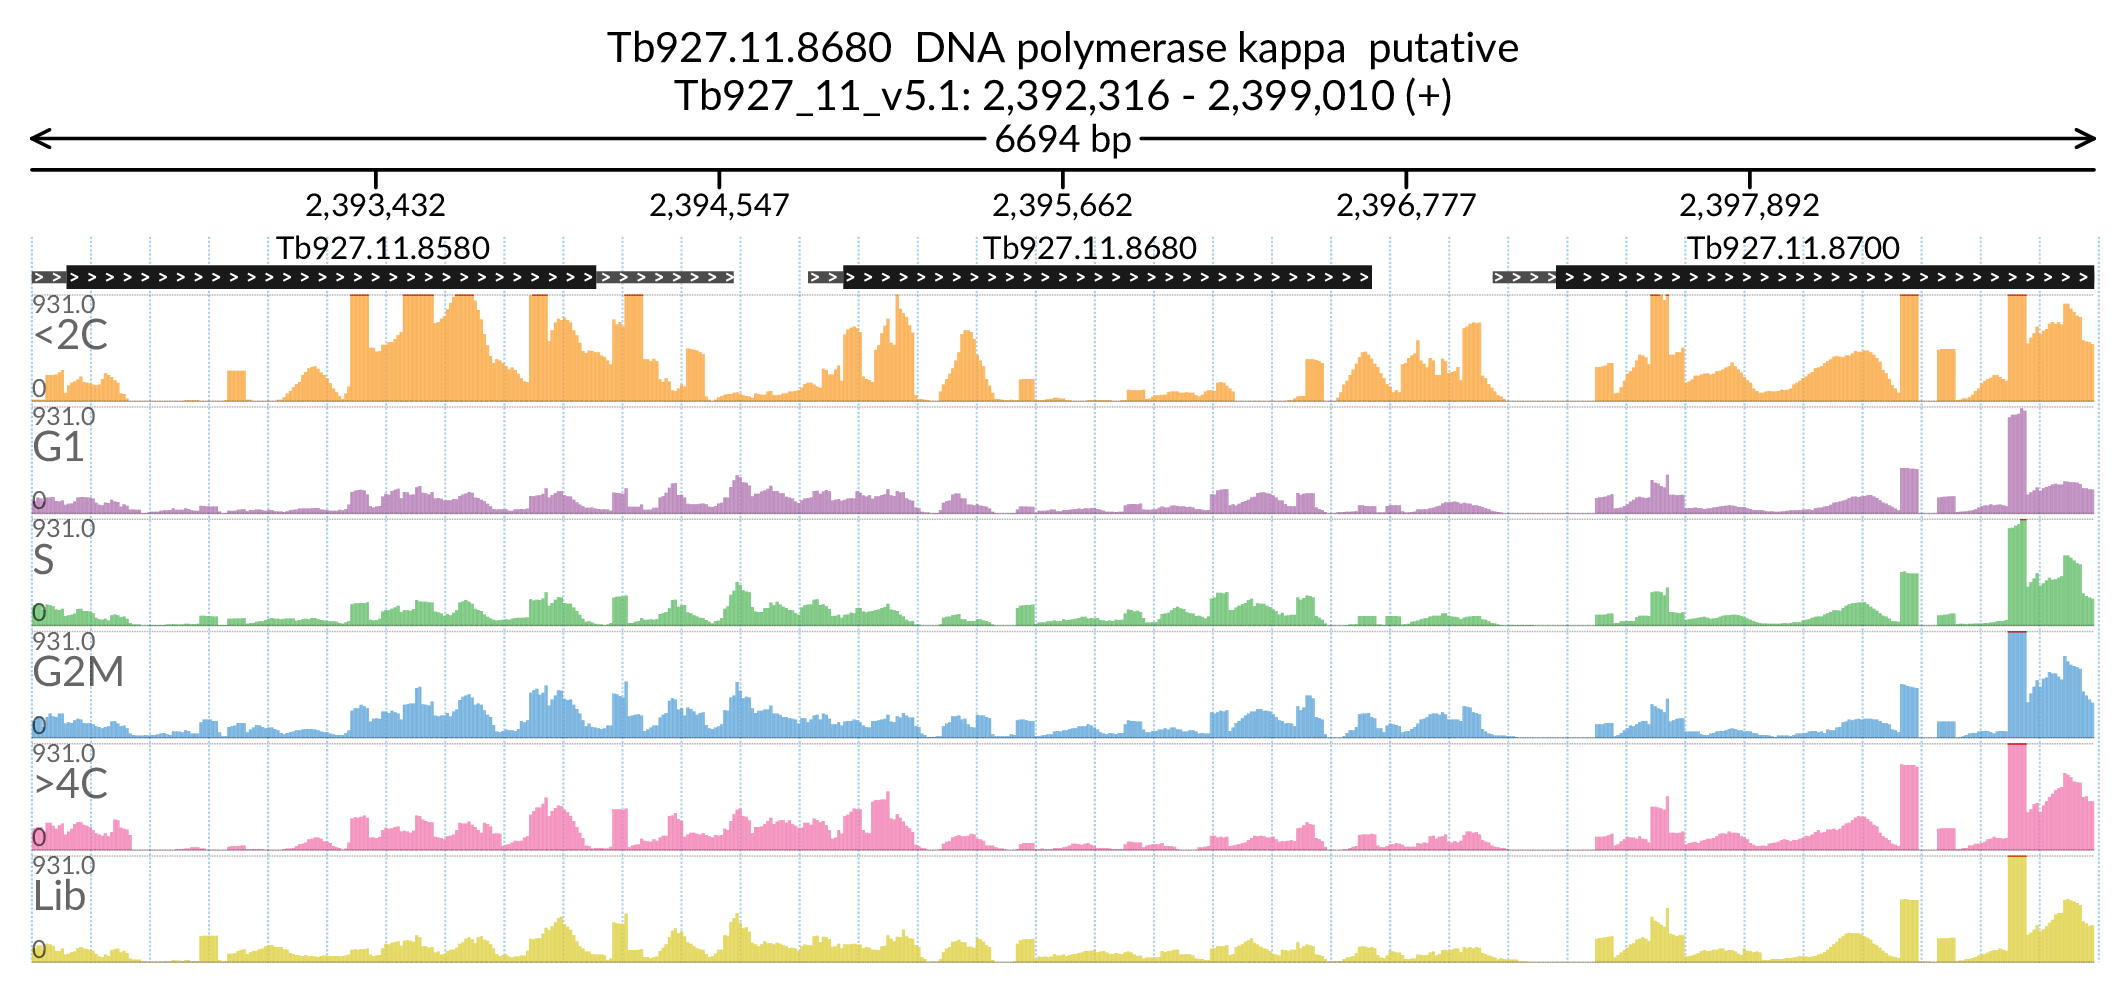 Tb927.11.8680 DNA polymerase kappa putative
Tb927_11_v5.1: 2,392,316 - 2,399,010 (+)
6694 bp
2,393,432 2,394,547 2,395,662 2,396,777 2,397,892
Tb927.11.8580 Tb927.11.8680 Tb927.11.8700
931.0
<2C
0
931.0
G1
0
931.0
S
0
931.0
G2M
0
931.0
>4C
0
931.0
Lib
0